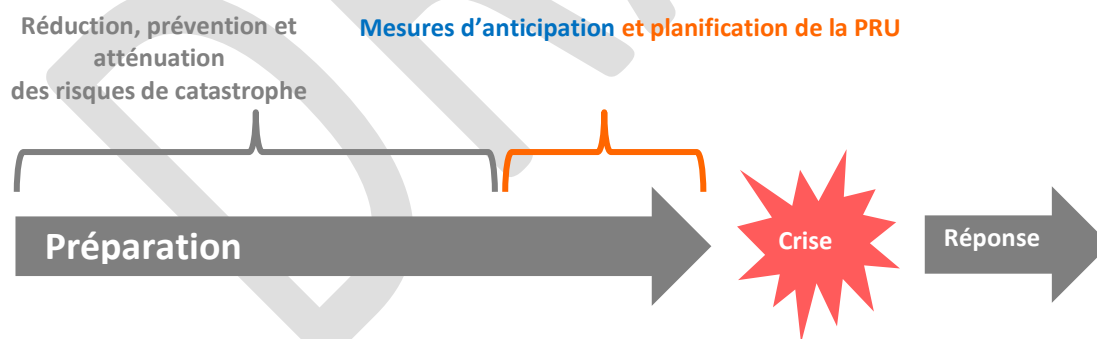 Réduction, prévention et
atténuation
des risques de catastrophe
Mesures d’anticipation et planification de la PRU
Préparation
Crise
Réponse